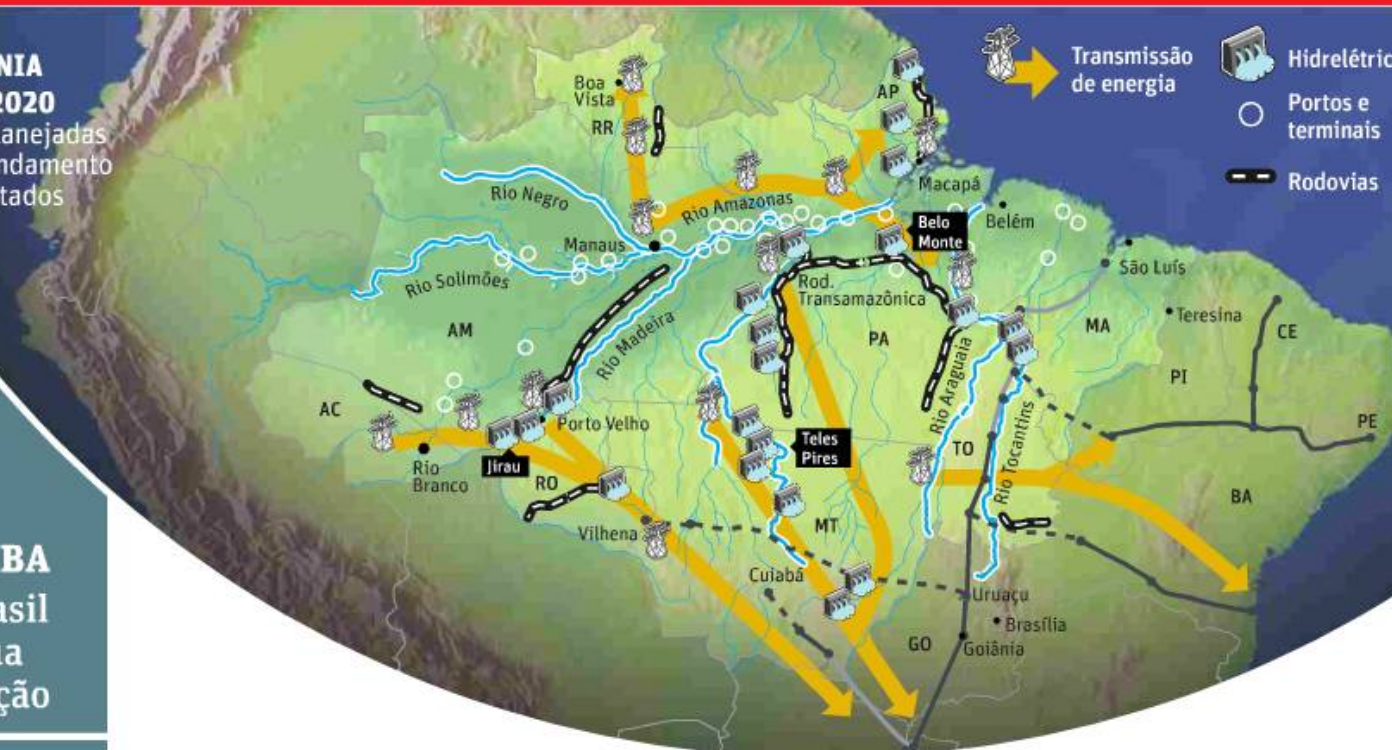 NIA
2020
anejadas
ndamento
tados
BA
asil
ua
ção
Transmissão
de energia
Hidrelétric
Portos e
terminais
Rodovias
Boa
Vista
RR
AP
Macapá
Rio Negro
Rio Amazonas
Manaus
Rio Solimões
Belo
Monte
Belém
São Luís
Rod.
Transamazônica
Teresina
AM
Rio Madeira
PA
MA
CE
PI
PE
AC
Rio Araguaia
Porto Velho
Rio
Branco
Jirau
RO
Teles
Pires
TO
Rio Tocantins
BA
Vilhena
MT
Cuiabá
Uruaçu
Brasília
GO
Goiânia